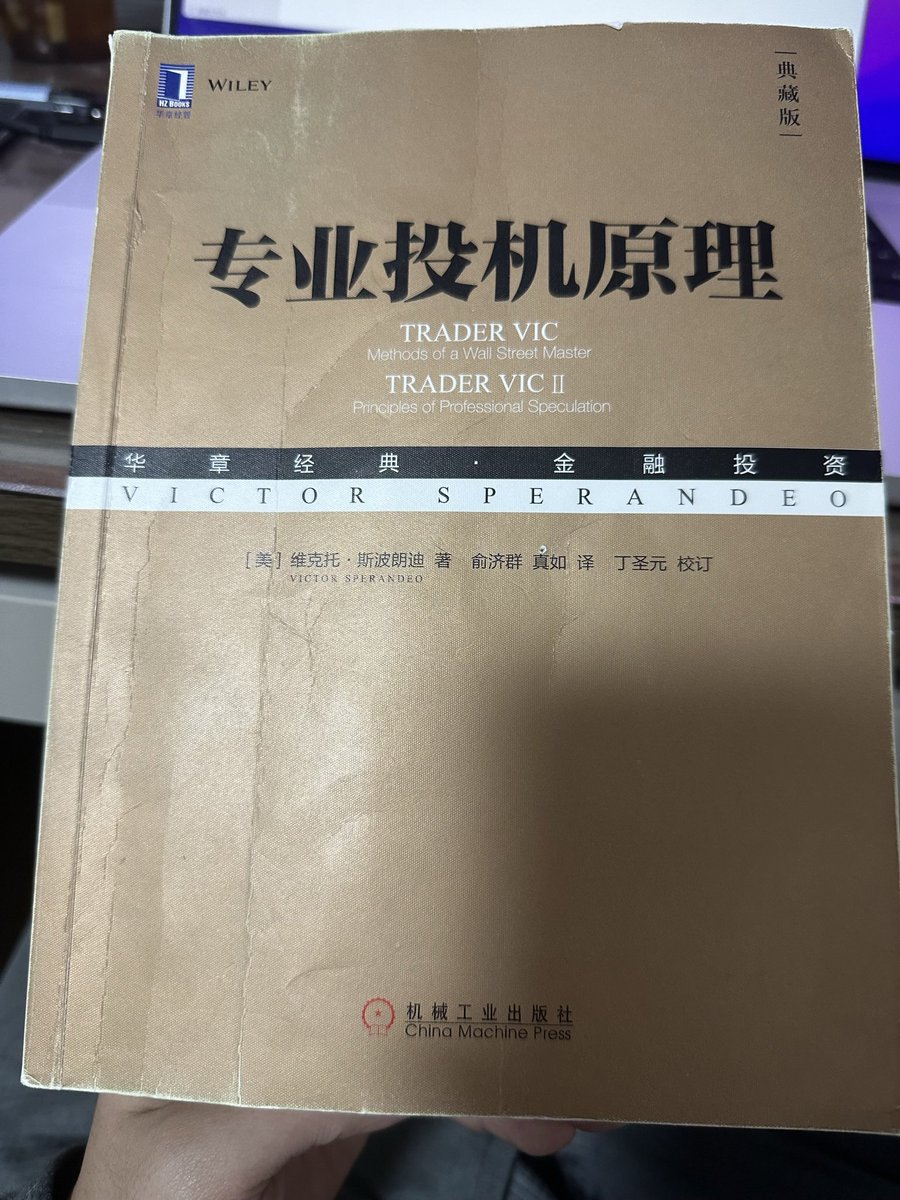 HZ BOOKS
华章经管
WILEY
典藏版
专业投机原理
TRADER VIC
Methods of a Wall Street Master
TRADER VIC Ⅱ
Principles of Professional Speculation
华章经典·金融投资
VICTOR SPERANDEO
[美] 维克托·斯波朗迪 著 俞济群 真如 译 丁圣元 校订
VICTOR SPERANDEO
机械工业出版社
China Machine Press